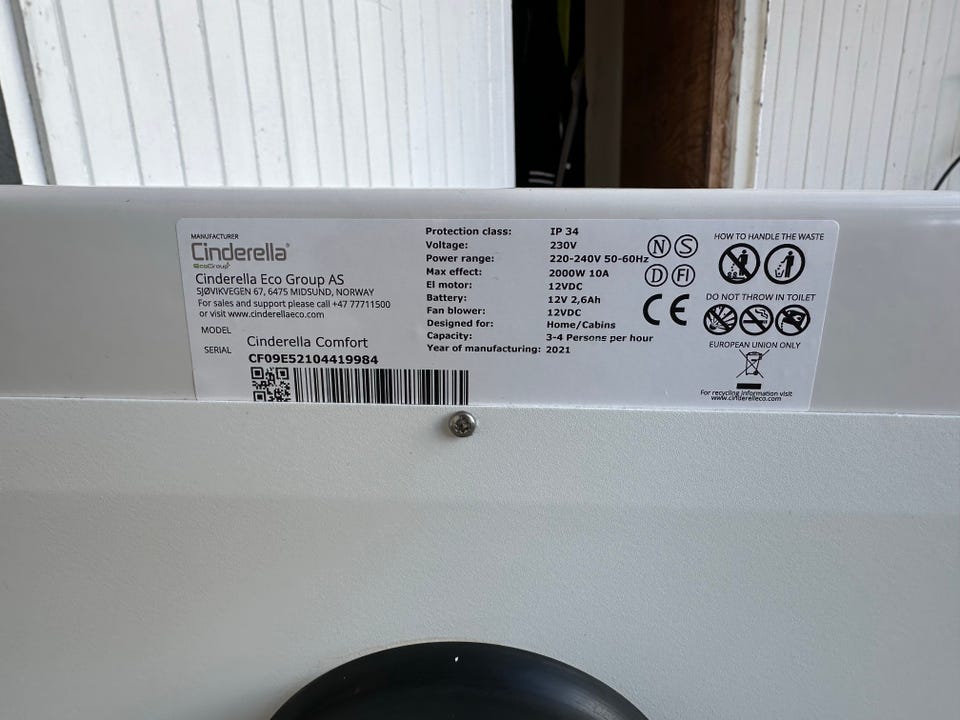 MANUFACTURER
Cinderella®
EcoGroup
Cinderella Eco Group AS
SJØVIKVEGEN 67, 6475 MIDSUND, NORWAY
For sales and support please call +47 77711500
or visit www.cinderellaeco.com
MODEL
Cinderella Comfort
SERIAL
CF09E52104419984
Protection class: IP 34
Voltage: 230V
Power range: 220-240V 50-60Hz
Max effect: 2000W 10A
El motor: 12VDC
Battery: 12V 2,6Ah
Fan blower: 12VDC
Designed for: Home/Cabins
Capacity: 3-4 Persons per hour
Year of manufacturing: 2021
N S
D FI
CE
HOW TO HANDLE THE WASTE
DO NOT THROW IN TOILET
EUROPEAN UNION ONLY
For recycling information visit
www.cinderellaeco.com